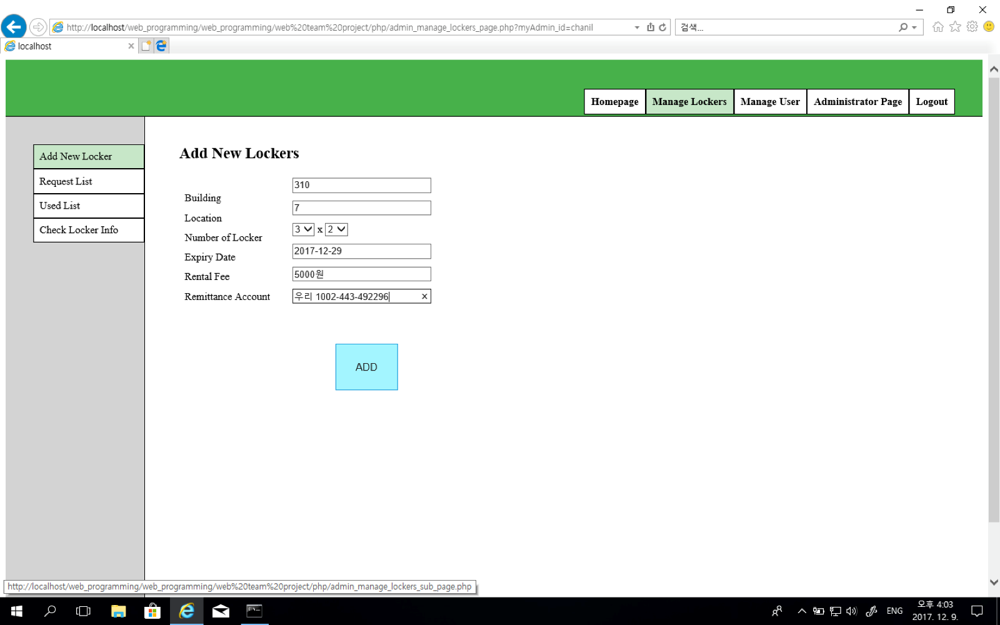 http://localhost/web_programming/web_programming/web%20team%20project/php/admin_manage_lockers_page.php?myAdmin_id=chanil
검색...
localhost
Homepage
Manage Lockers
Manage User
Administrator Page
Logout
Add New Locker
Request List
Used List
Check Locker Info
Add New Lockers
Building
310
Location
7
Number of Locker
3 x 2
Expiry Date
2017-12-29
Rental Fee
5000원
Remittance Account
우리 1002-443-492296
ADD
http://localhost/web_programming/web_programming/web%20team%20project/php/admin_manage_lockers_sub_page.php
ENG
오후 4:03
2017. 12. 9.